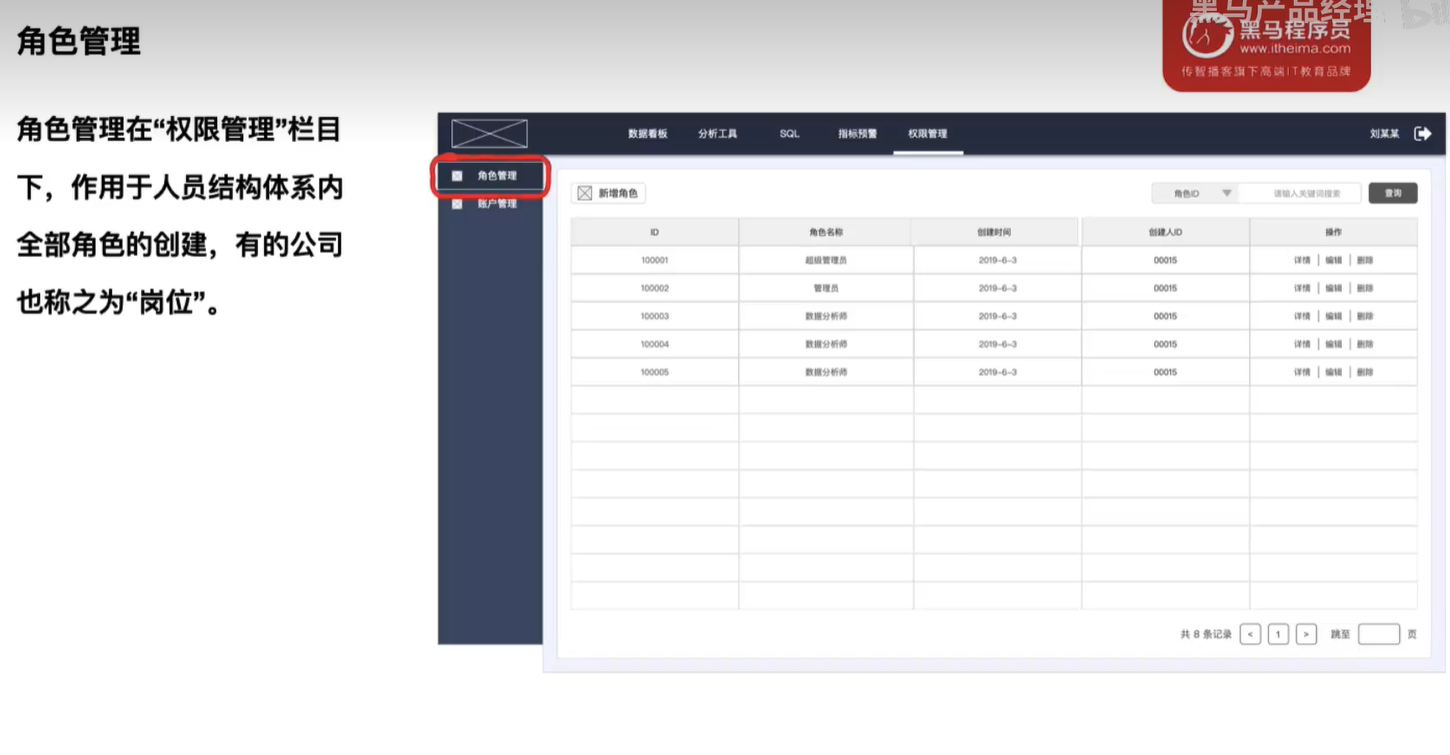 角色管理
黑马产品经理
黑马程序员
www.itheima.com
传智播客旗下高端IT教育品牌
角色管理在“权限管理”栏目
下，作用于人员结构体系内
全部角色的创建，有的公司
也称之为“岗位”。
数据看板 分析工具 SQL 指标预警 权限管理 刘某某
角色管理
账户管理
新增角色 角色ID 请输入关键词搜索 查询
ID 角色名称 创建时间 创建人ID 操作
100001 超级管理员 2019-6-3 00015 详情 | 编辑 | 删除
100002 管理员 2019-6-3 00015 详情 | 编辑 | 删除
100003 数据分析师 2019-6-3 00015 详情 | 编辑 | 删除
100004 数据分析师 2019-6-3 00015 详情 | 编辑 | 删除
100005 数据分析师 2019-6-3 00015 详情 | 编辑 | 删除
共 8 条记录 < 1 > 跳至 页